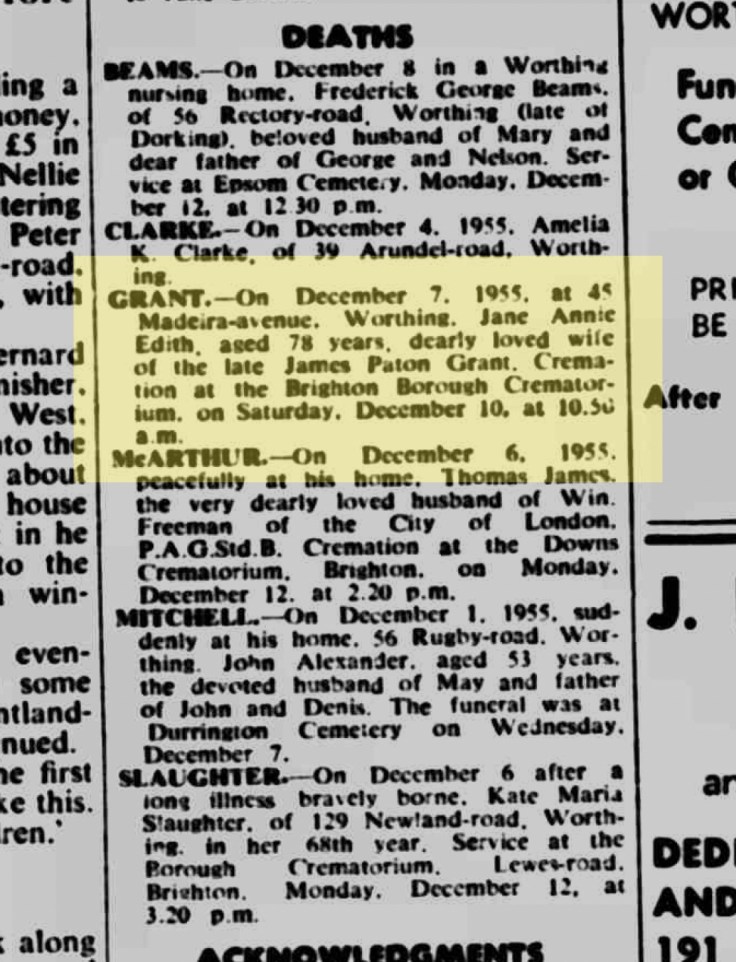 DEATHS
BEAMS.—On December 8 in a Worthing
nursing home, Frederick George Beams,
of 56 Rectory-road, Worthing (late of
Dorking), beloved husband of Mary and
dear father of George and Nelson. Ser-
vice at Epsom Cemetery, Monday, Decem-
ber 12, at 12.30 p.m.
CLARKE.—On December 4, 1955, Amelia
K. Clarke, of 39 Arundel-road, Worth-
ing.
GRANT.—On December 7, 1955, at 45
Madeira-avenue, Worthing, Jane Annie
Edith, aged 78 years, dearly loved wife
of the late James Paton Grant. Crema-
tion at the Brighton Borough Cremator-
ium, on Saturday, December 10, at 10.50
a.m.
McARTHUR.—On December 6, 1955,
peacefully at his home, Thomas James,
the very dearly loved husband of Win.
Freeman of the City of London,
P.A.G.Std.B. Cremation at the Downs
Crematorium, Brighton, on Monday,
December 12, at 2.20 p.m.
MITCHELL.—On December 1, 1955, sud-
denly at his home, 56 Rugby-road, Wor-
thing, John Alexander, aged 53 years,
the devoted husband of May and father
of John and Denis. The funeral was at
Durrington Cemetery on Wednesday,
December 7.
SLAUGHTER.—On December 6 after a
long illness bravely borne, Kate Maria
Slaughter, of 129 Newland-road, Worth-
ing, in her 68th year. Service at the
Borough Crematorium, Lewes-road,
Brighton, Monday, December 12, at
3.20 p.m.
ACKNOWLEDGMENTS
ling a
money,
£5 in
Nellie
tering
Peter
-road,
, with
ernard
nisher,
West,
nto the
about
house
t in he
to the
win-
even-
some
ntland-
nued.
he first
ke this.
dren.'
k along
WORT
Fun
Cem
or C
PRI
BE
After
J.
an
DEDI
AND
191